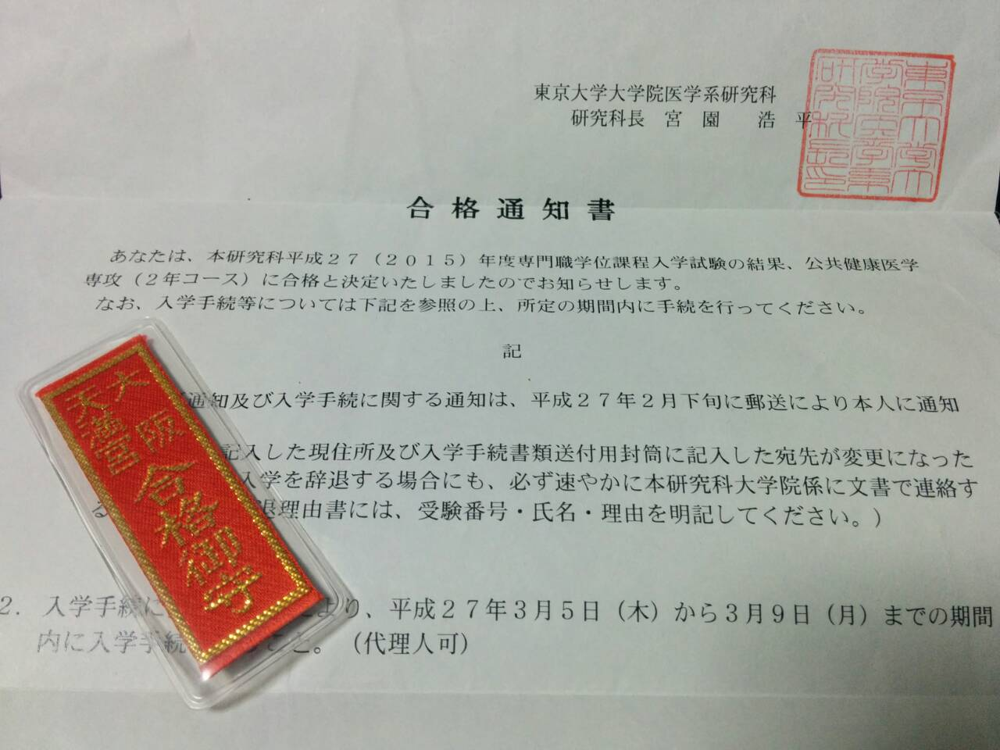 東京大学大学院医学系研究科
研究科長 宮 園 浩 平
東京大学大
学院医学系
研究科長印
合 格 通 知 書
あなたは、本研究科平成２７（２０１５）年度専門職学位課程入学試験の結果、公共健康医学
専攻（２年コース）に合格と決定いたしましたのでお知らせします。
なお、入学手続等については下記を参照の上、所定の期間内に手続を行ってください。
記
通知及び入学手続に関する通知は、平成２７年２月下旬に郵送により本人に通知
記入した現住所及び入学手続書類送付用封筒に記入した宛先が変更になった
入学を辞退する場合にも、必ず速やかに本研究科大学院係に文書で連絡す
る 退理由書には、受験番号・氏名・理由を明記してください。）
２．入学手続に より、平成２７年３月５日（木）から３月９日（月）までの期間
内に入学手続 こと。（代理人可）
大阪
天満宮
合格御守